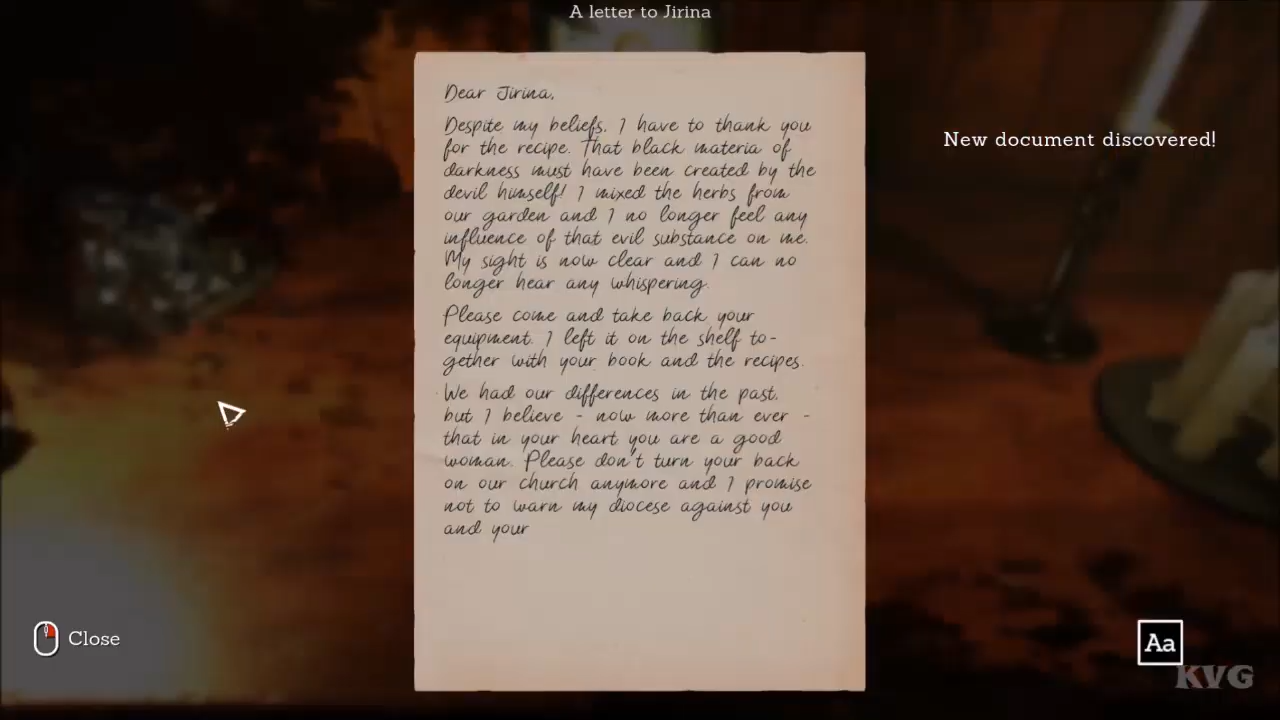 A letter to Jirina
Dear Jirina,
Despite my beliefs, I have to thank you
for the recipe. That black materia of
darkness must have been created by the
devil himself! I mixed the herbs from
our garden and I no longer feel any
influence of that evil substance on me.
My sight is now clear and I can no
longer hear any whispering.
Please come and take back your
equipment. I left it on the shelf to-
gether with your book and the recipes.
We had our differences in the past,
but I believe - now more than ever -
that in your heart you are a good
woman. Please don't turn your back
on our church anymore and I promise
not to warn my diocese against you
and your
New document discovered!
Close
Aa
KVG